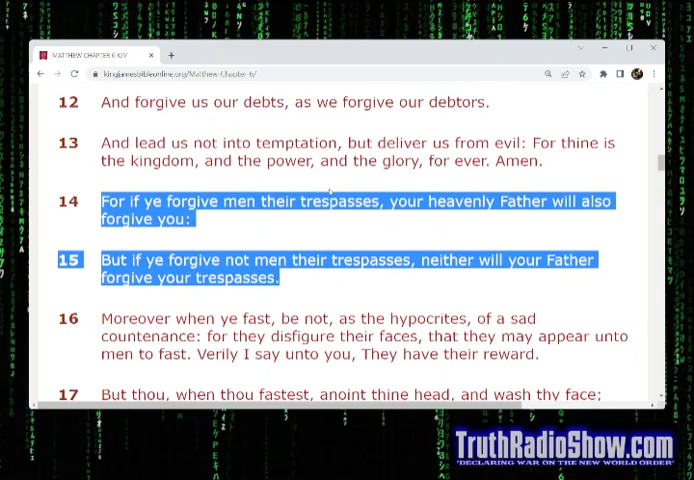 MATTHEW CHAPTER 6 KJV
kingjamesbibleonline.org/Matthew-Chapter-6/
12 And forgive us our debts, as we forgive our debtors.
13 And lead us not into temptation, but deliver us from evil: For thine is
the kingdom, and the power, and the glory, for ever. Amen.
14 For if ye forgive men their trespasses, your heavenly Father will also
forgive you:
15 But if ye forgive not men their trespasses, neither will your Father
forgive your trespasses.
16 Moreover when ye fast, be not, as the hypocrites, of a sad
countenance: for they disfigure their faces, that they may appear unto
men to fast. Verily I say unto you, They have their reward.
17 But thou, when thou fastest, anoint thine head, and wash thy face;
TruthRadioShow.com
"DECLARING WAR ON THE NEW WORLD ORDER"